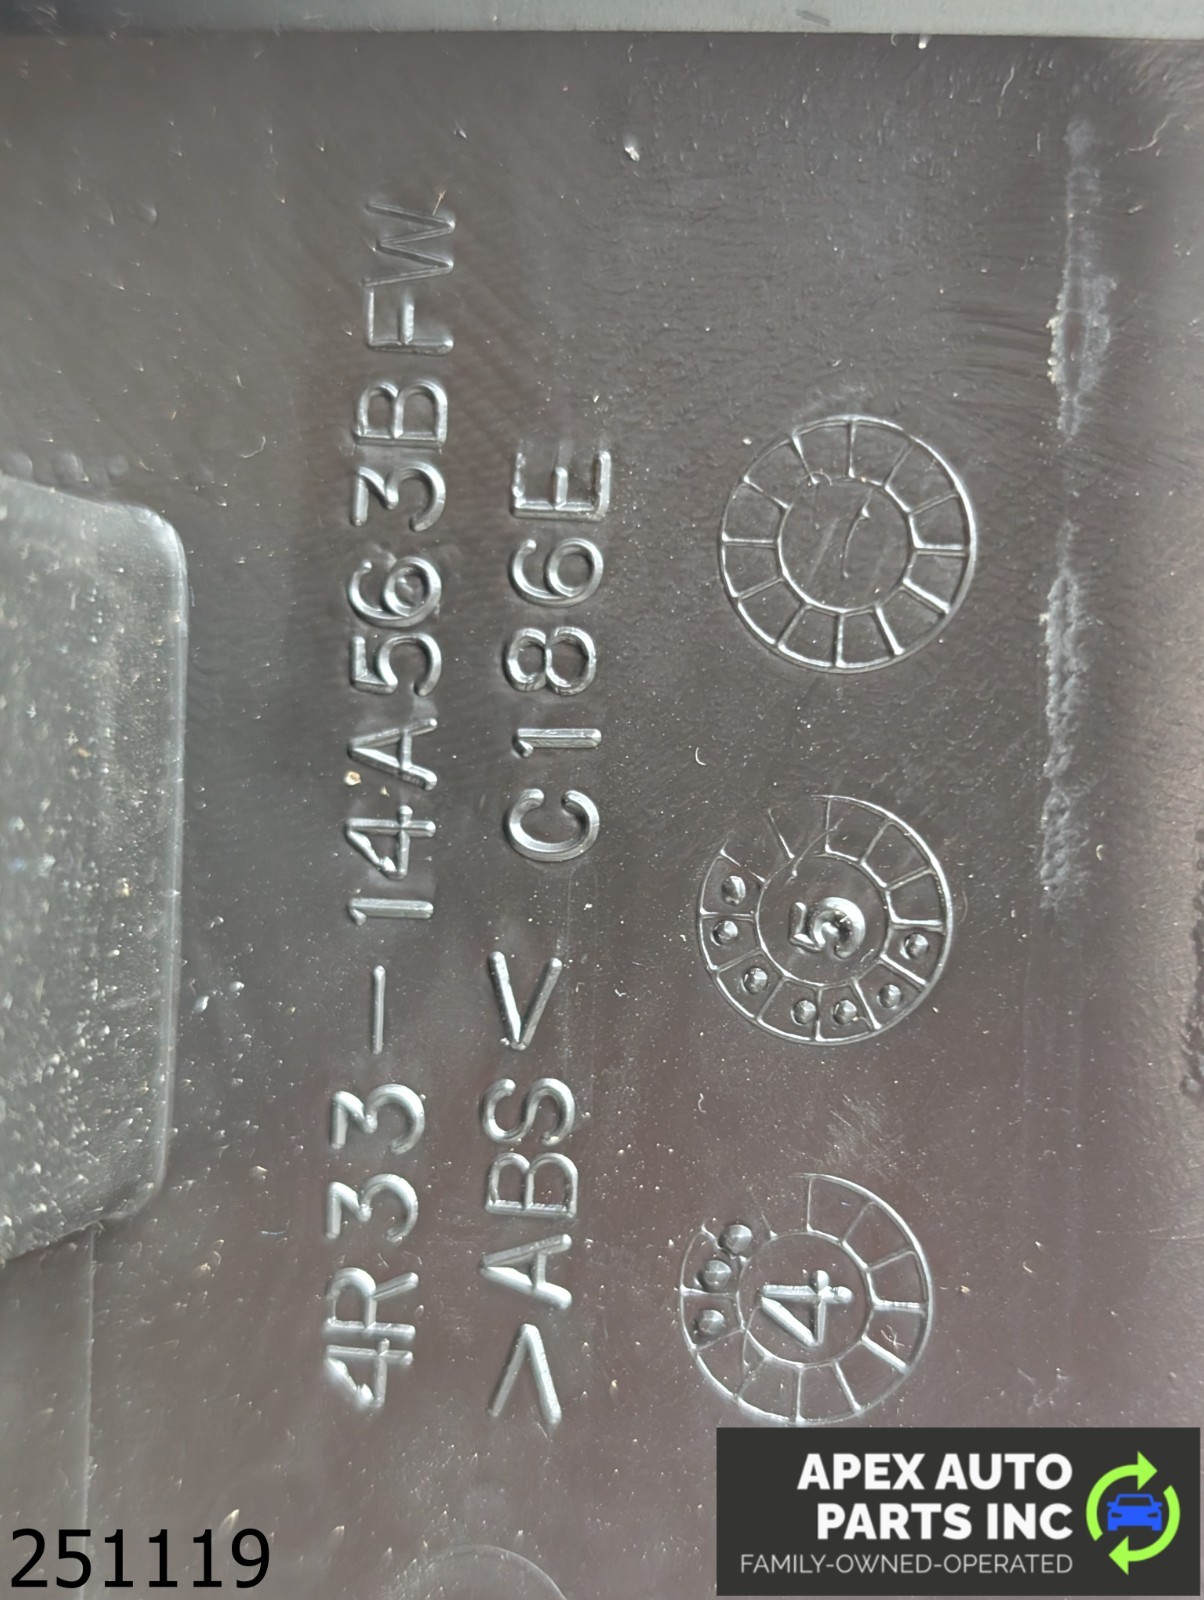 4R33-14A563BFW
>ABS< C186E
5
4
251119
APEX AUTO
PARTS INC
FAMILY-OWNED-OPERATED